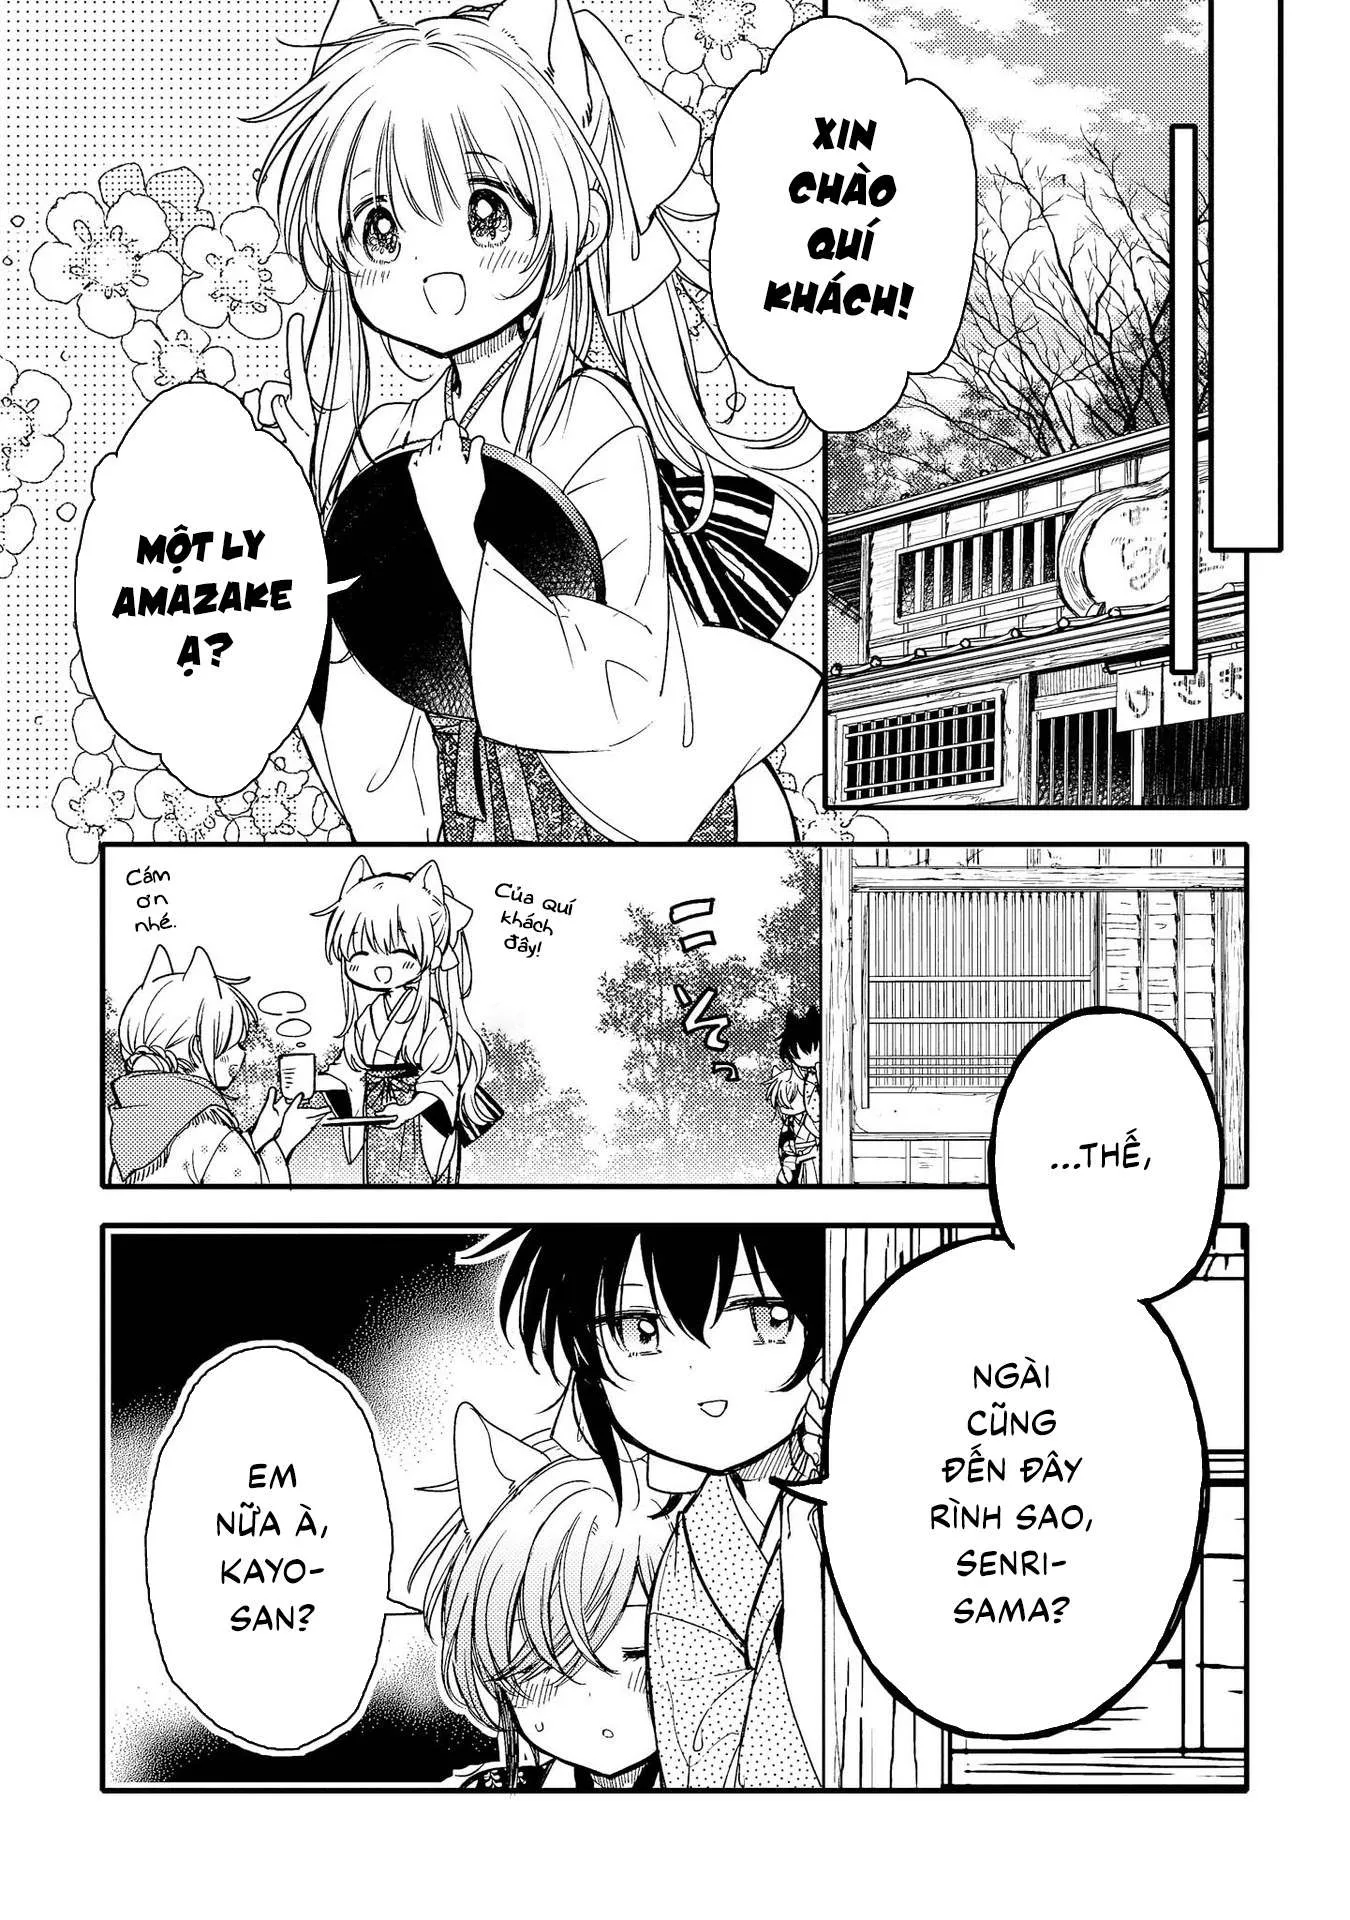 XIN
CHÀO
QUÍ
KHÁCH!
MỘT LY
AMAZAKE
Ạ?
Của quí
khách
đây!
Cám
ơn
nhé.
...THẾ,
NGÀI
CŨNG
ĐẾN ĐÂY
RÌNH SAO,
SENRI-
SAMA?
EM
NỮA À,
KAYO-
SAN?